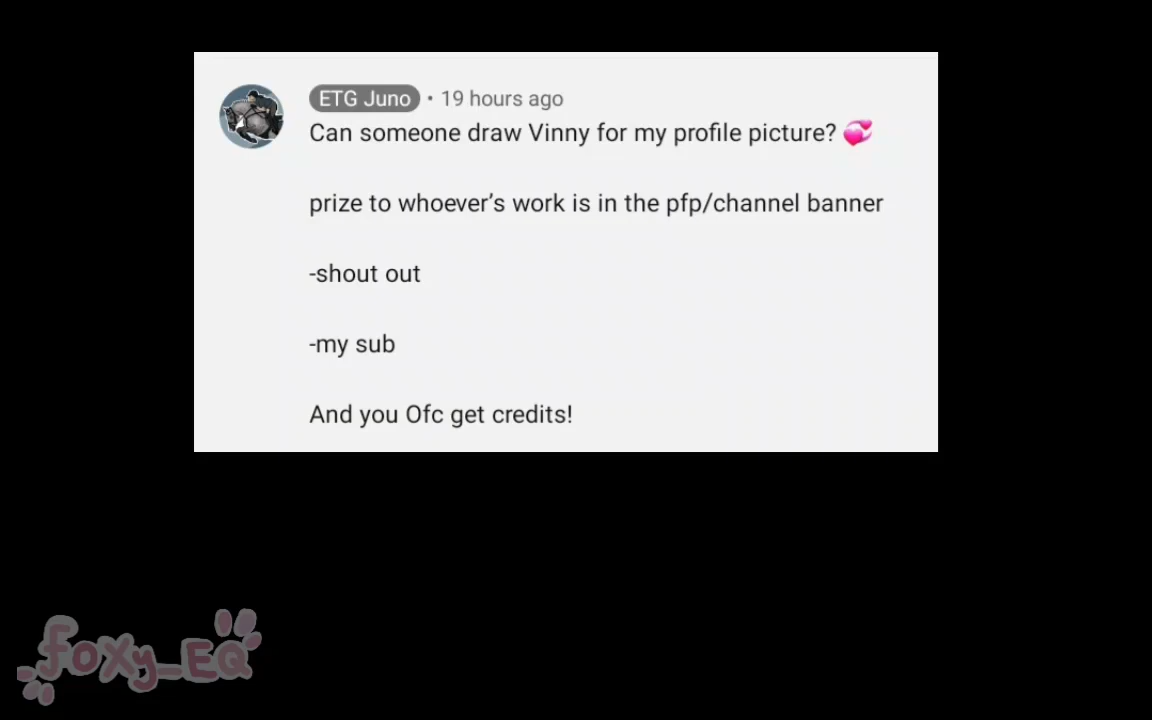 ETG Juno • 19 hours ago
Can someone draw Vinny for my profile picture? 💞
prize to whoever’s work is in the pfp/channel banner
-shout out
-my sub
And you Ofc get credits!
foxy_EQ